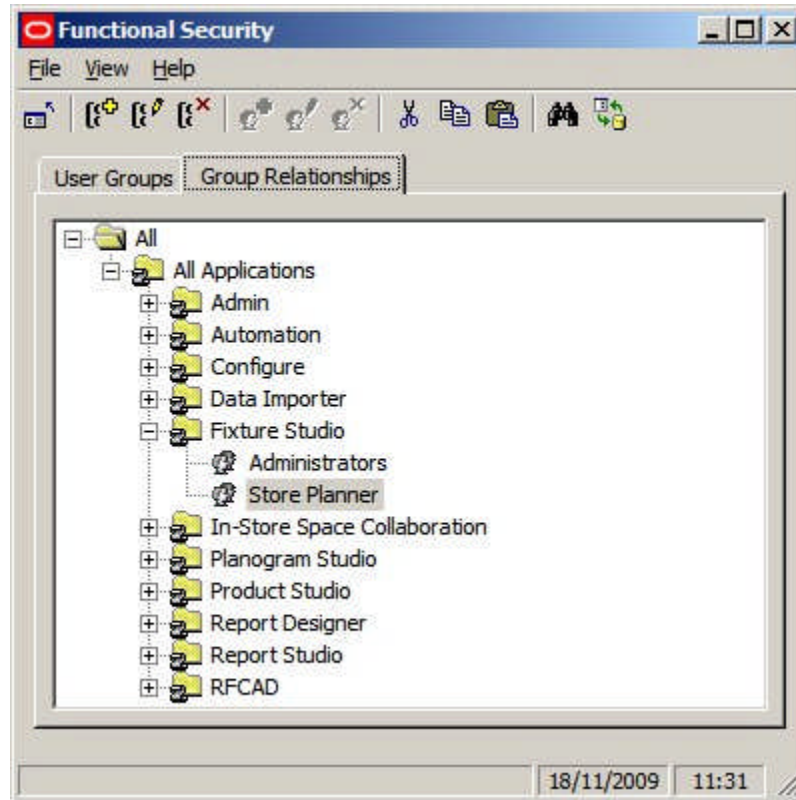 Functional Security
File View Help
User Groups Group Relationships
All
All Applications
Admin
Automation
Configure
Data Importer
Fixture Studio
Administrators
Store Planner
In-Store Space Collaboration
Planogram Studio
Product Studio
Report Designer
Report Studio
RFCAD
18/11/2009 11:31